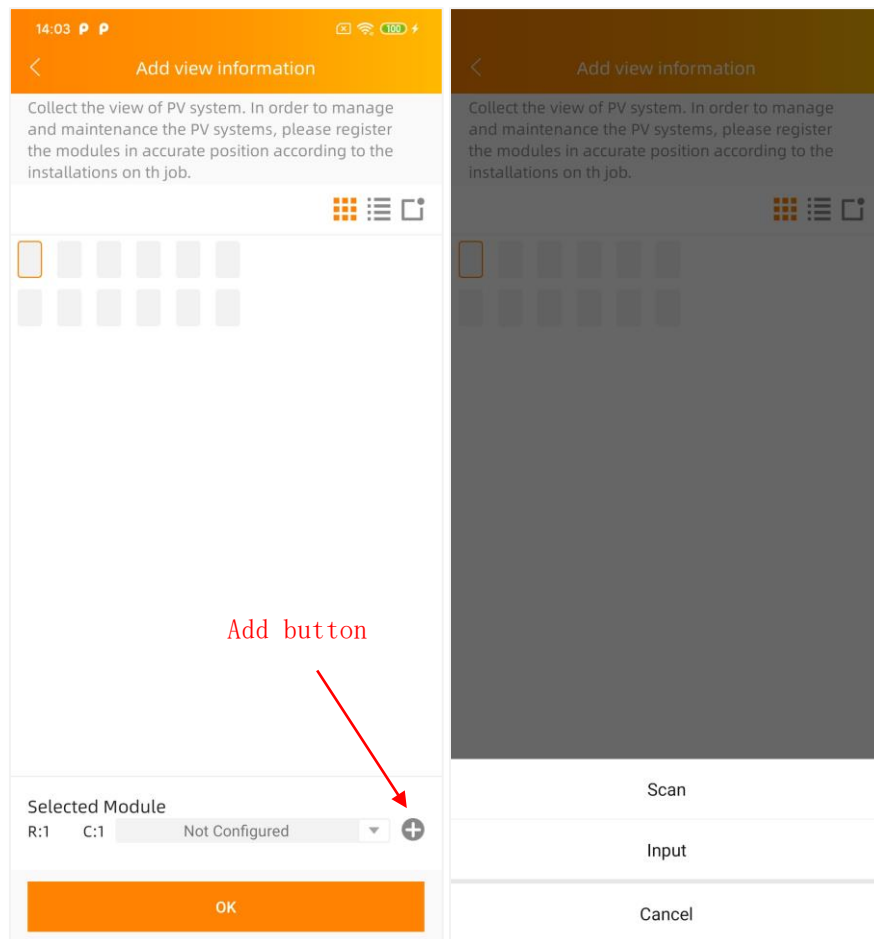 14:03 P P 100
Add view information
Collect the view of PV system. In order to manage
and maintenance the PV systems, please register
the modules in accurate position according to the
installations on th job.
Add button
Selected Module
R:1 C:1 Not Configured
OK
Add view information
Collect the view of PV system. In order to manage
and maintenance the PV systems, please register
the modules in accurate position according to the
installations on th job.
Scan
Input
Cancel